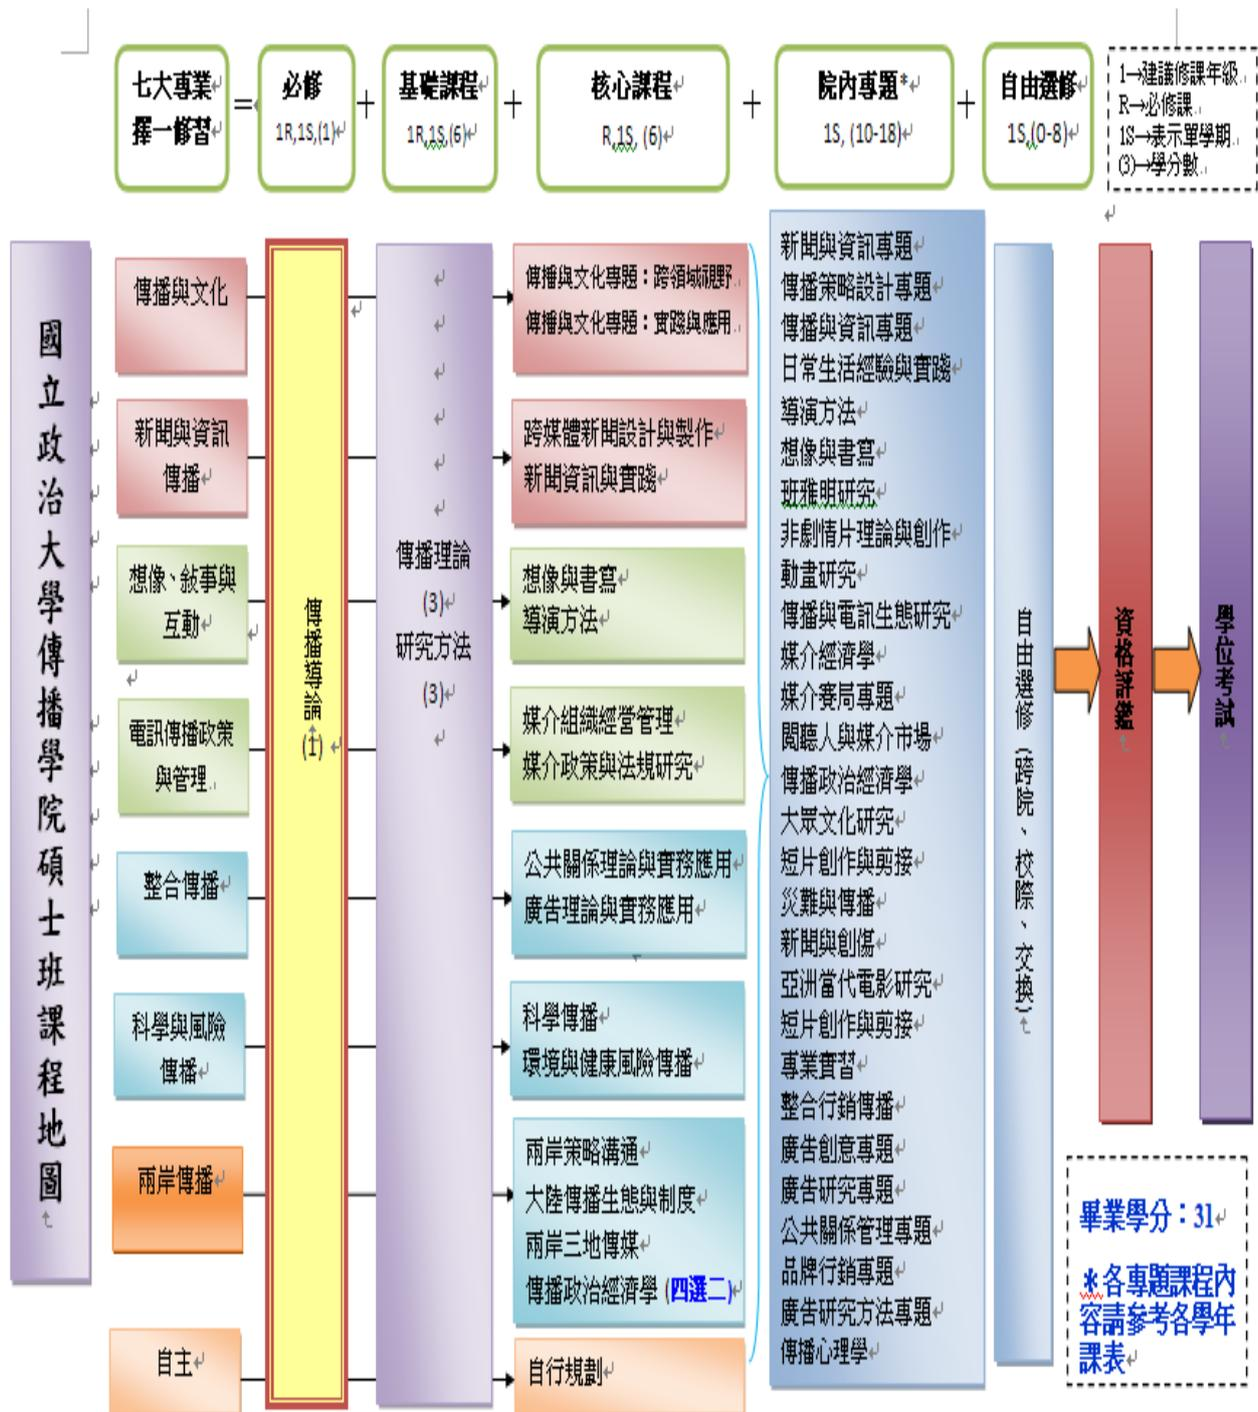 七大專業
擇一修習
=
必修
1R,1S,(1)
+
基礎課程
1R,1S,(6)
+
核心課程
R,1S, (6)
+
院內專題*
1S, (10-18)
+
自由選修
1S,(0-8)
1→建議修課年級
R→必修課
1S→表示單學期
(3)→學分數
國立政治大學傳播學院碩士班課程地圖
傳播與文化
新聞與資訊
傳播
想像、敘事與
互動
電訊傳播政策
與管理
整合傳播
科學與風險
傳播
兩岸傳播
自主
傳播導論
(1)
傳播理論
(3)
研究方法
(3)
傳播與文化專題：跨領域視野
傳播與文化專題：實踐與應用
跨媒體新聞設計與製作
新聞資訊與實踐
想像與書寫
導演方法
媒介組織經營管理
媒介政策與法規研究
公共關係理論與實務應用
廣告理論與實務應用
科學傳播
環境與健康風險傳播
兩岸策略溝通
大陸傳播生態與制度
兩岸三地傳媒
傳播政治經濟學 (四選二)
自行規劃
新聞與資訊專題
傳播策略設計專題
傳播與資訊專題
日常生活經驗與實踐
導演方法
想像與書寫
班雅明研究
非劇情片理論與創作
動畫研究
傳播與電訊生態研究
媒介經濟學
媒介賽局專題
閱聽人與媒介市場
傳播政治經濟學
大眾文化研究
短片創作與剪接
災難與傳播
新聞與創傷
亞洲當代電影研究
短片創作與剪接
專業實習
整合行銷傳播
廣告創意專題
廣告研究專題
公共關係管理專題
品牌行銷專題
廣告研究方法專題
傳播心理學
自由選修 (跨院、校際、交換)
資格評鑑
學位考試
畢業學分：31
*各專題課程內
容請參考各學年
課表